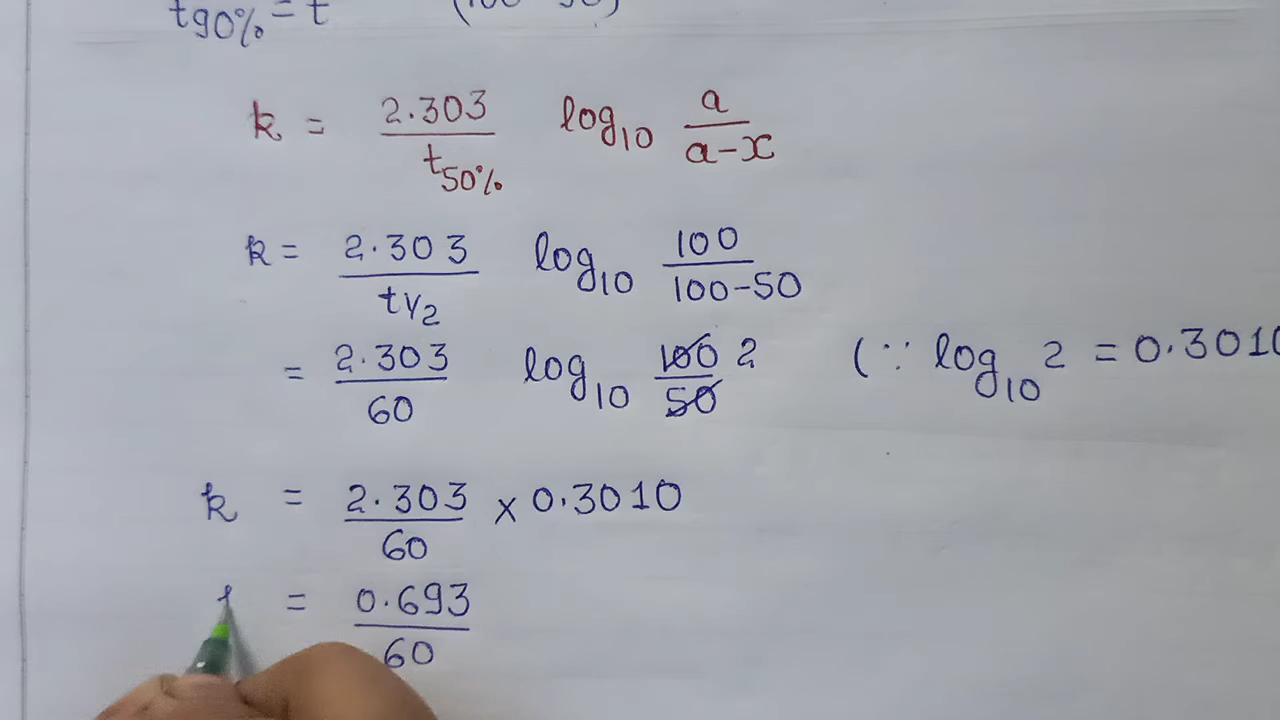 t90% = t
k = 2.303/t50% log10 a/a-x
k = 2.303/t1/2 log10 100/100-50
= 2.303/60 log10 100/50 2 (∵ log10 2 = 0.3010
k = 2.303/60 x 0.3010
= 0.693/60